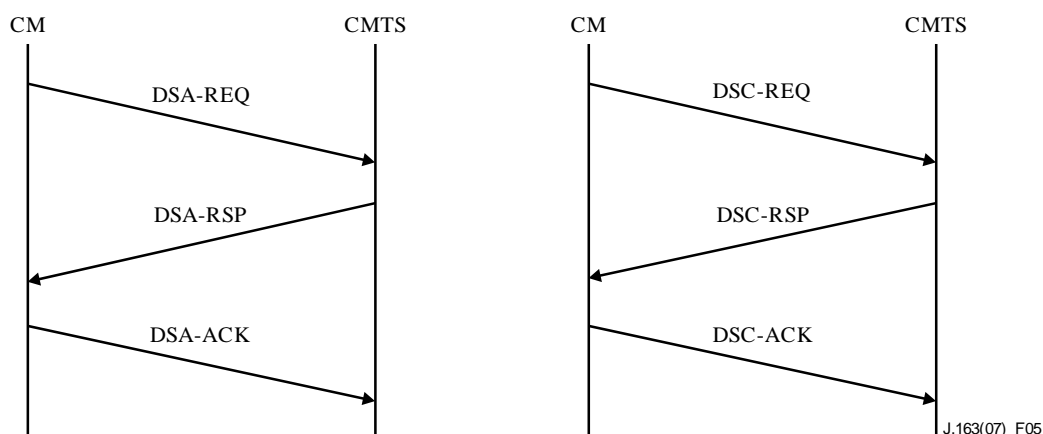 CM CMTS CM CMTS
DSA-REQ DSC-REQ
DSA-RSP DSC-RSP
DSA-ACK DSC-ACK
J.163(07)_F05